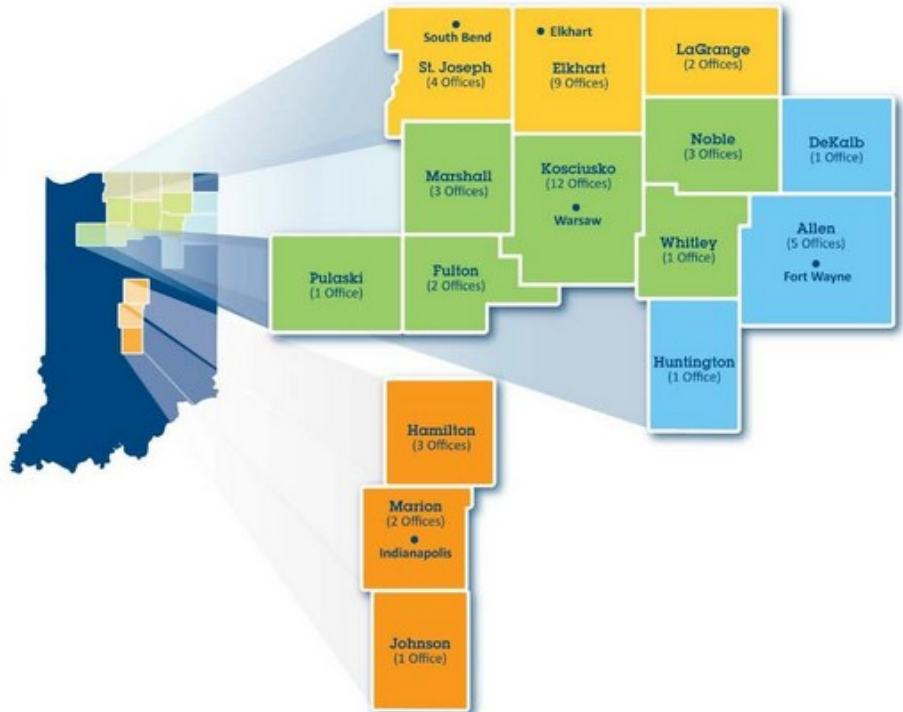 South Bend
St. Joseph
(4 Offices)
Elkhart
Elkhart
(9 Offices)
LaGrange
(2 Offices)
Marshall
(3 Offices)
Kosciusko
(12 Offices)
Warsaw
Noble
(3 Offices)
DeKalb
(1 Office)
Pulaski
(1 Office)
Fulton
(2 Offices)
Whitley
(1 Office)
Allen
(5 Offices)
Fort Wayne
Huntington
(1 Office)
Hamilton
(3 Offices)
Marion
(2 Offices)
Indianapolis
Johnson
(1 Office)